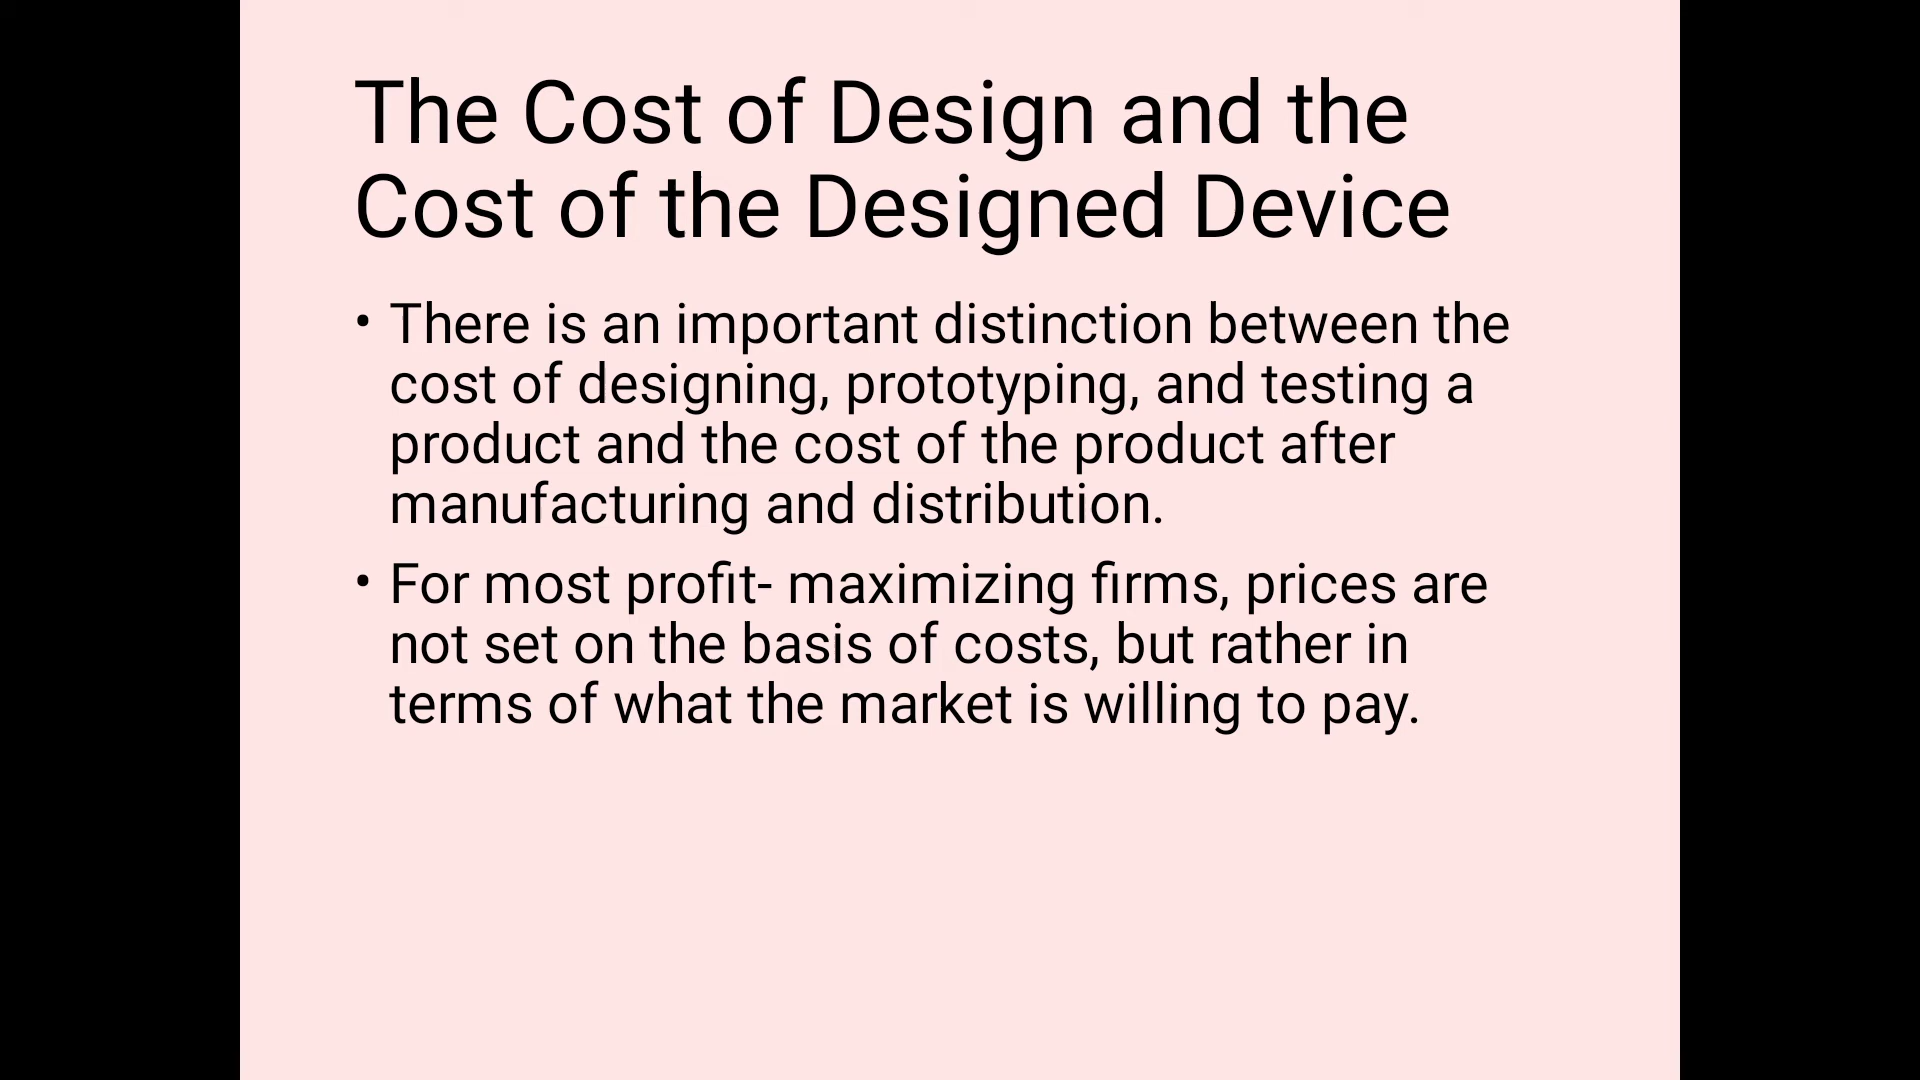 The Cost of Design and the
Cost of the Designed Device
• There is an important distinction between the
cost of designing, prototyping, and testing a
product and the cost of the product after
manufacturing and distribution.
• For most profit- maximizing firms, prices are
not set on the basis of costs, but rather in
terms of what the market is willing to pay.